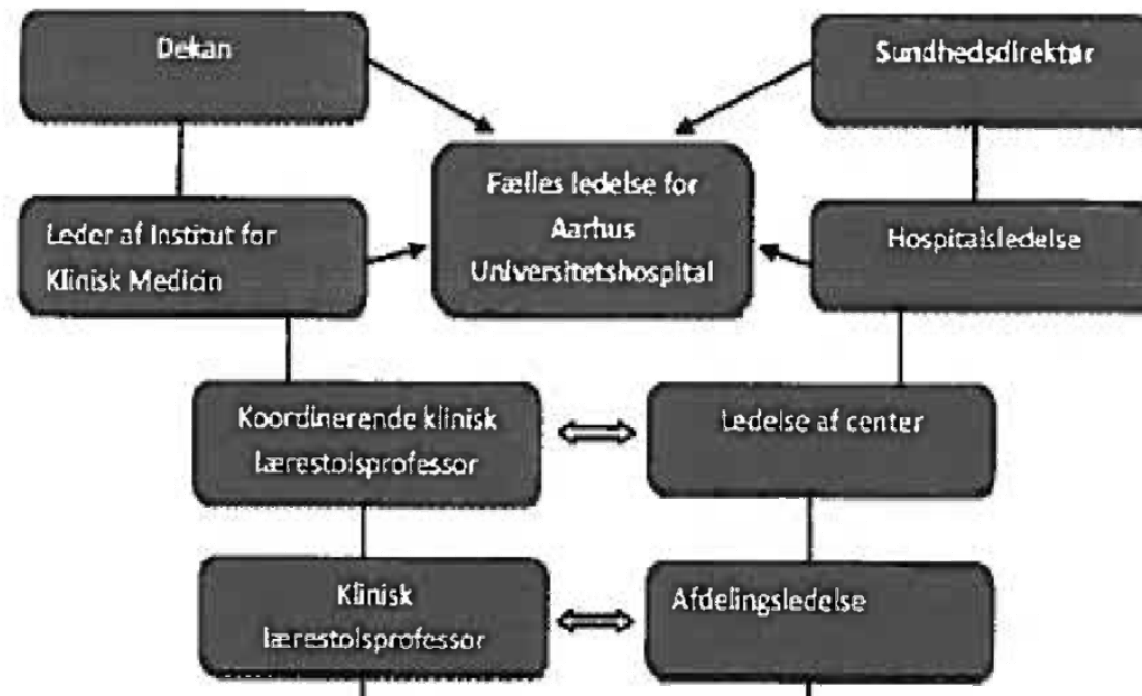 Dekan
Sundhedsdirektør
Fælles ledelse for
Aarhus
Universitetshospital
Leder af Institut for
Klinisk Medicin
Hospitalsledelse
Koordinerende klinisk
lærestolsprofessor
Ledelse af center
Klinisk
lærestolsprofessor
Afdelingsledelse